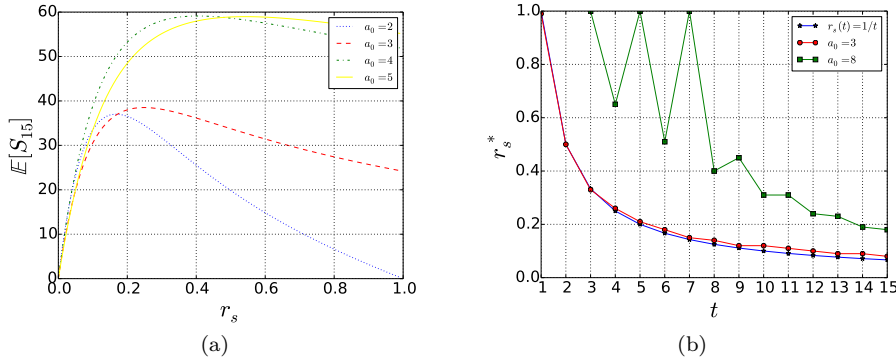 60
50
40
30
20
10
0
0.0 0.2 0.4 0.6 0.8 1.0
𝔼[S₁₅]
r_s
a₀ = 2
a₀ = 3
a₀ = 4
a₀ = 5
(a)
1.0
0.8
0.6
0.4
0.2
0.0
1 2 3 4 5 6 7 8 9 10 11 12 13 14 15
r_s*
t
r_s(t) = 1/t
a₀ = 3
a₀ = 8
(b)